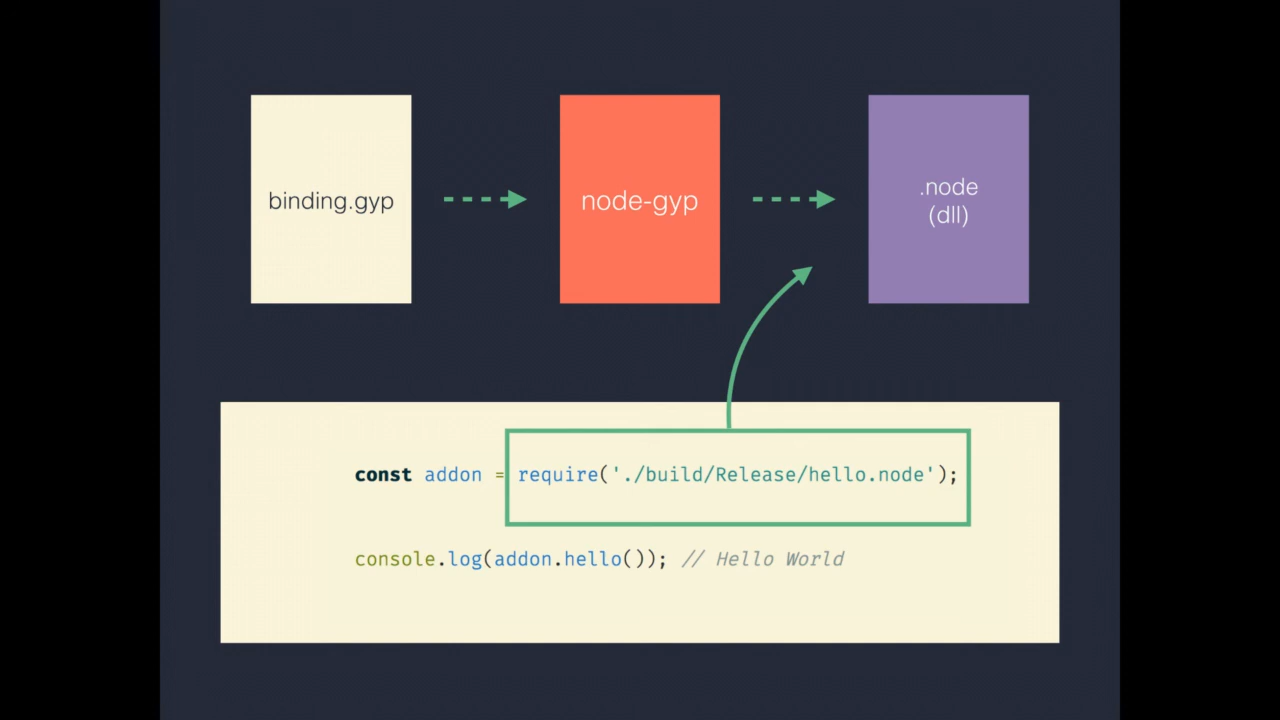 binding.gyp
node-gyp
.node
(dll)
const addon = require('./build/Release/hello.node');
console.log(addon.hello()); // Hello World